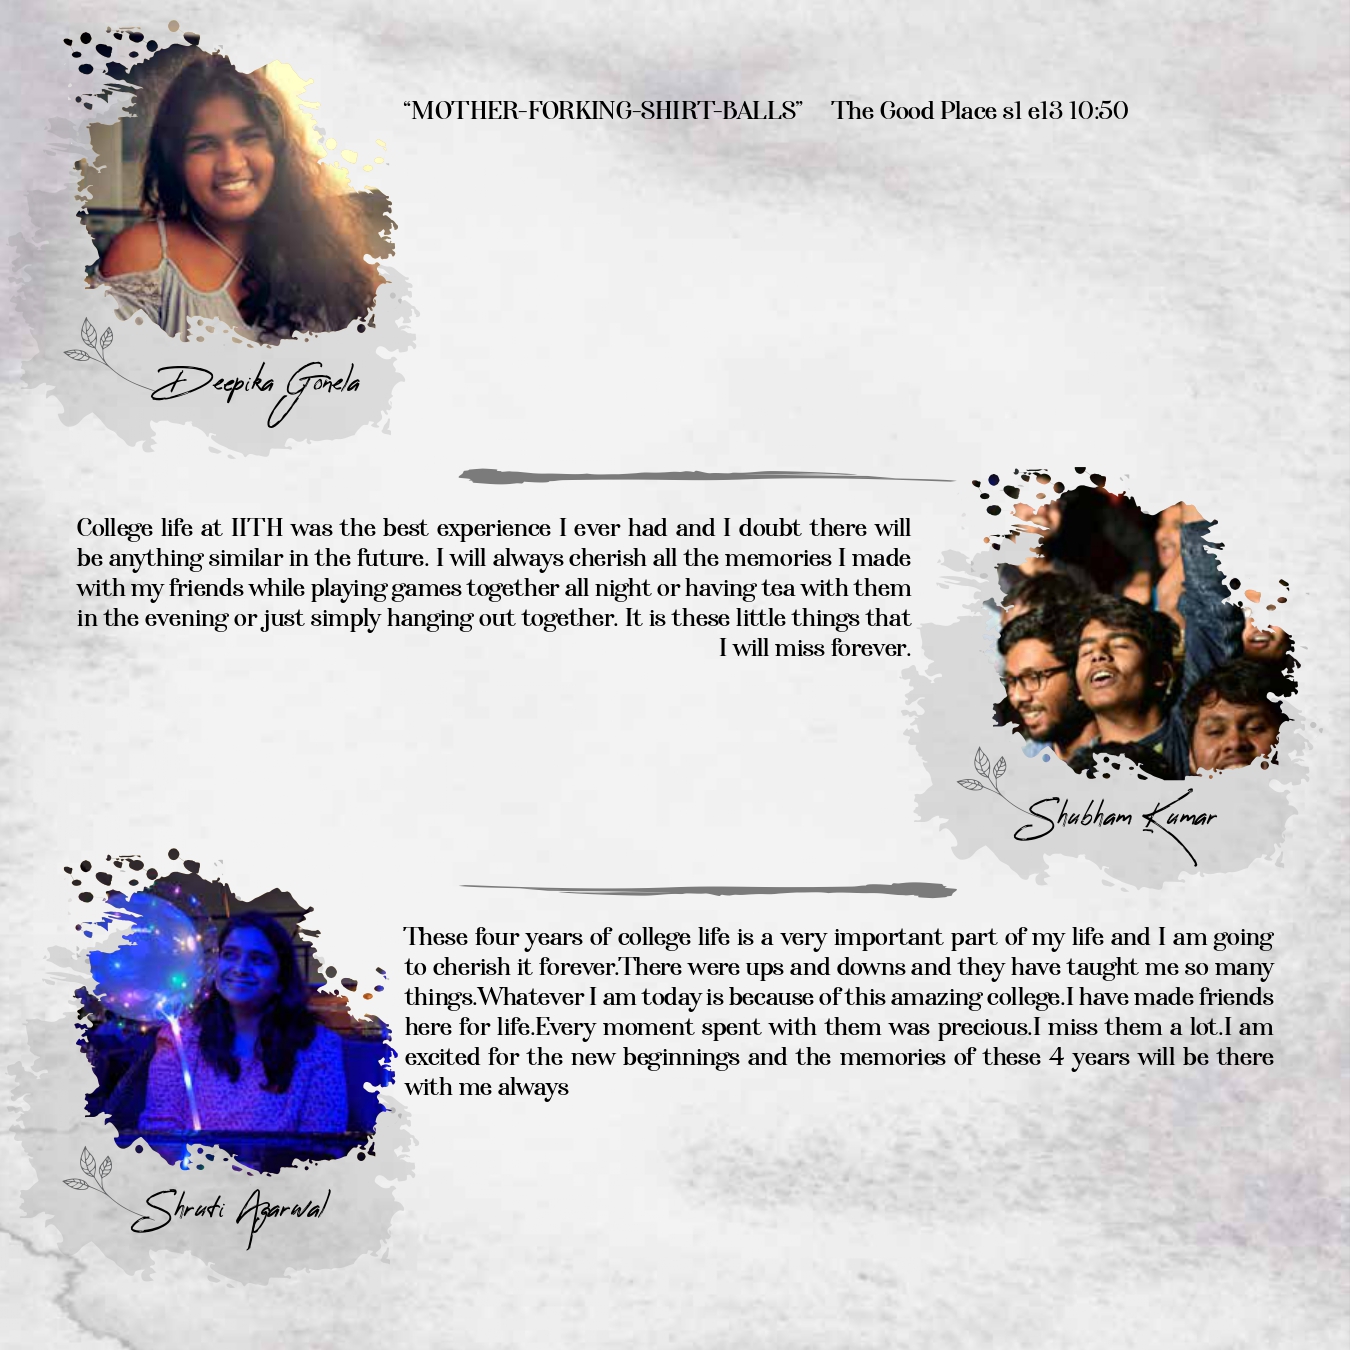 “MOTHER-FORKING-SHIRT-BALLS” The Good Place s1 e13 10:50
Deepika Gonela
College life at IITH was the best experience I ever had and I doubt there will
be anything similar in the future. I will always cherish all the memories I made
with my friends while playing games together all night or having tea with them
in the evening or just simply hanging out together. It is these little things that
I will miss forever.
Shubham Kumar
These four years of college life is a very important part of my life and I am going
to cherish it forever.There were ups and downs and they have taught me so many
things.Whatever I am today is because of this amazing college.I have made friends
here for life.Every moment spent with them was precious.I miss them a lot.I am
excited for the new beginnings and the memories of these 4 years will be there
with me always
Shruti Agarwal